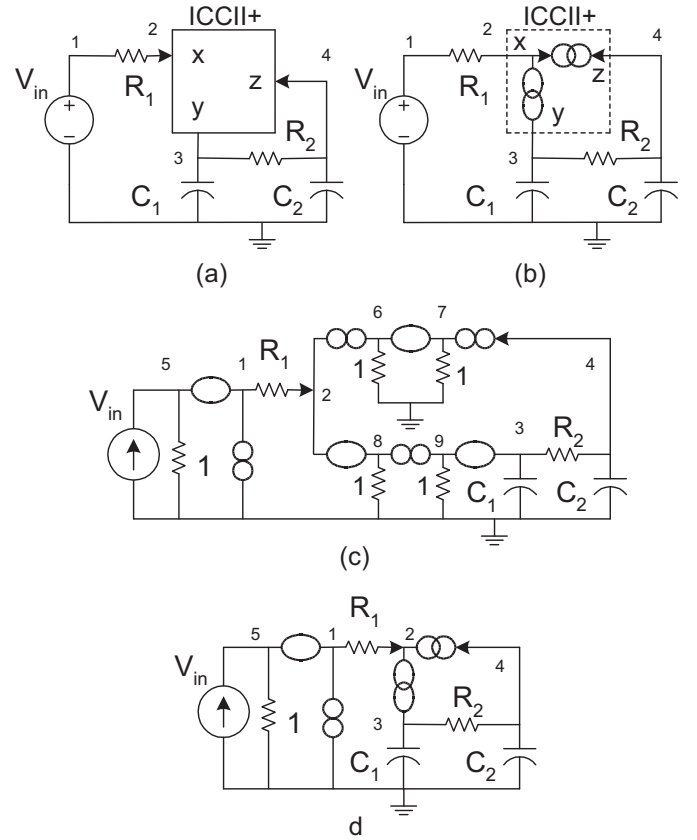 ICCII+
1
2
4
x
y
z
V_in
R_1
R_2
3
C_1
C_2
(a)
ICCII+
1
2
4
x
y
z
V_in
R_1
R_2
3
C_1
C_2
(b)
6
7
5
1
R_1
1
1
4
2
V_in
1
8
9
3
R_2
1
1
C_1
C_2
(c)
R_1
5
1
2
4
V_in
1
3
R_2
C_1
C_2
d